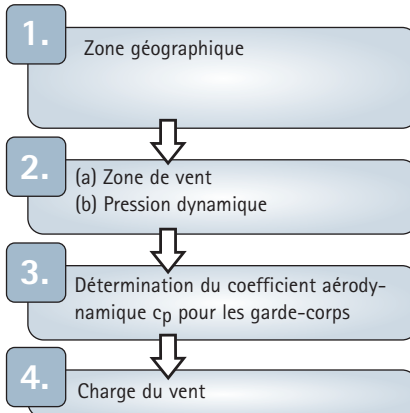 1.
Zone géographique
2.
(a) Zone de vent
(b) Pression dynamique
3.
Détermination du coefficient aérody-
namique cp pour les garde-corps
4.
Charge du vent